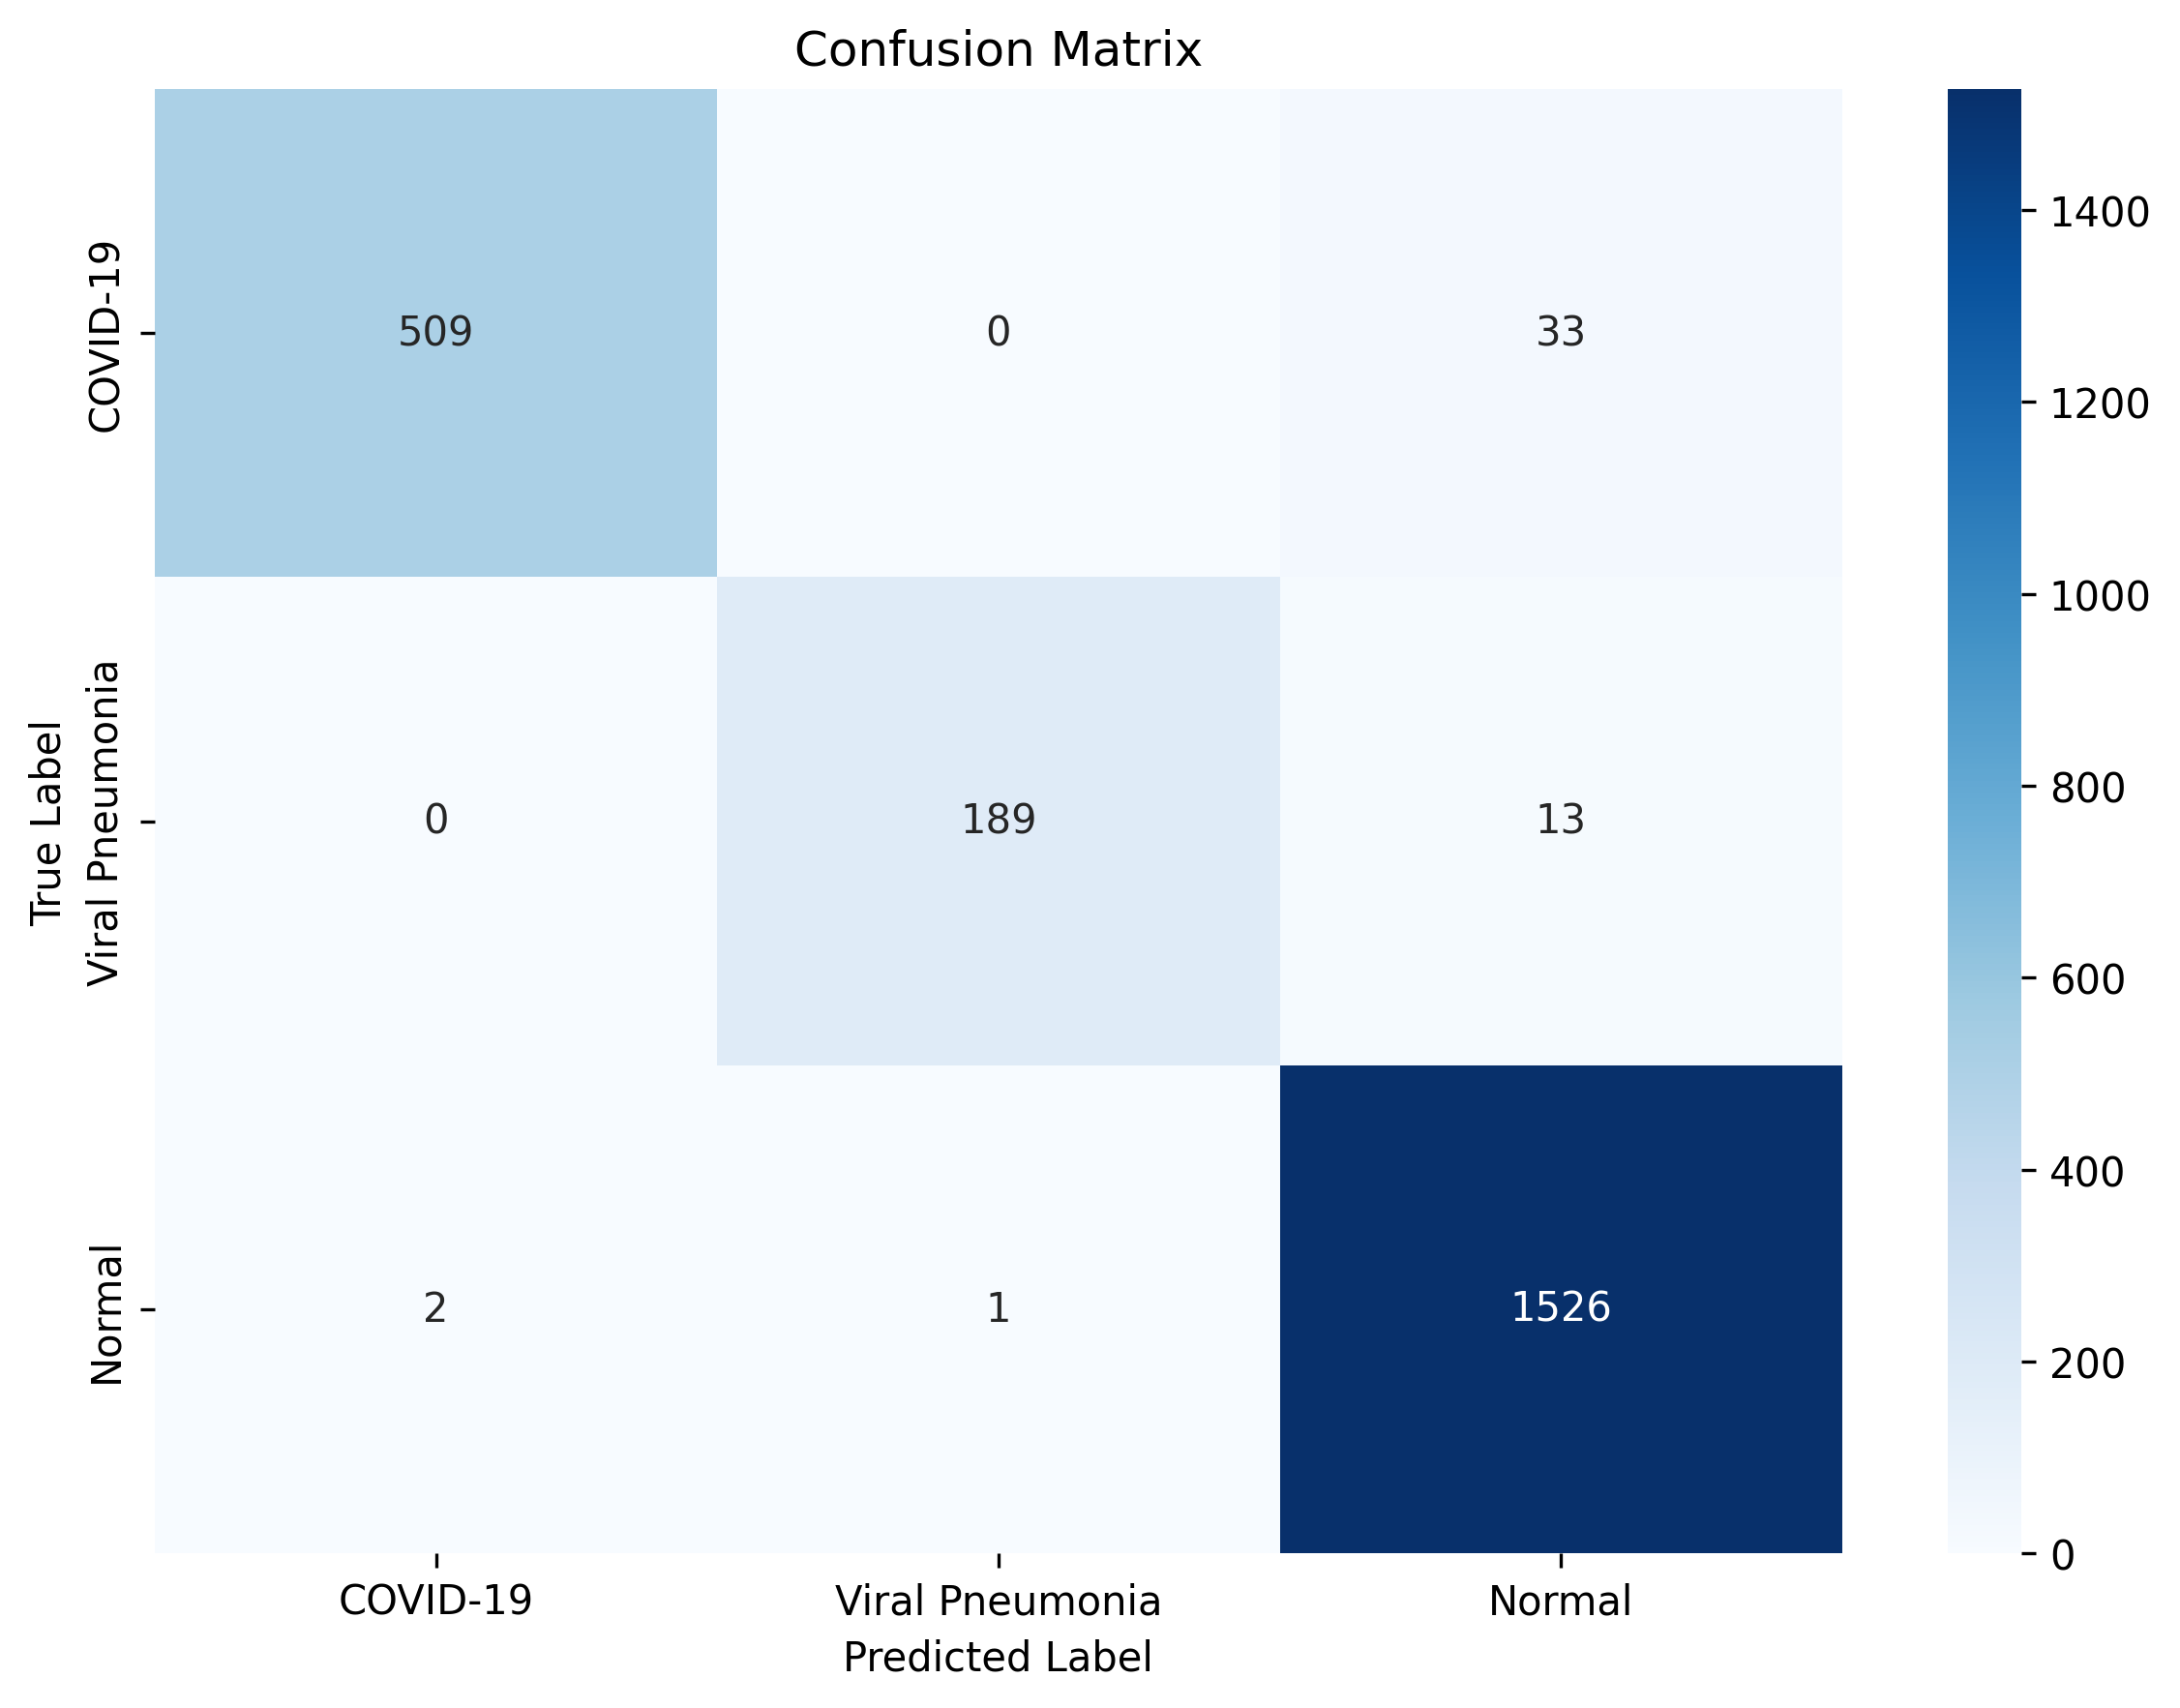 Confusion Matrix
True Label
COVID-19
Viral Pneumonia
Normal
509 0 33
0 189 13
2 1 1526
COVID-19 Viral Pneumonia Normal
Predicted Label
1400
1200
1000
800
600
400
200
0